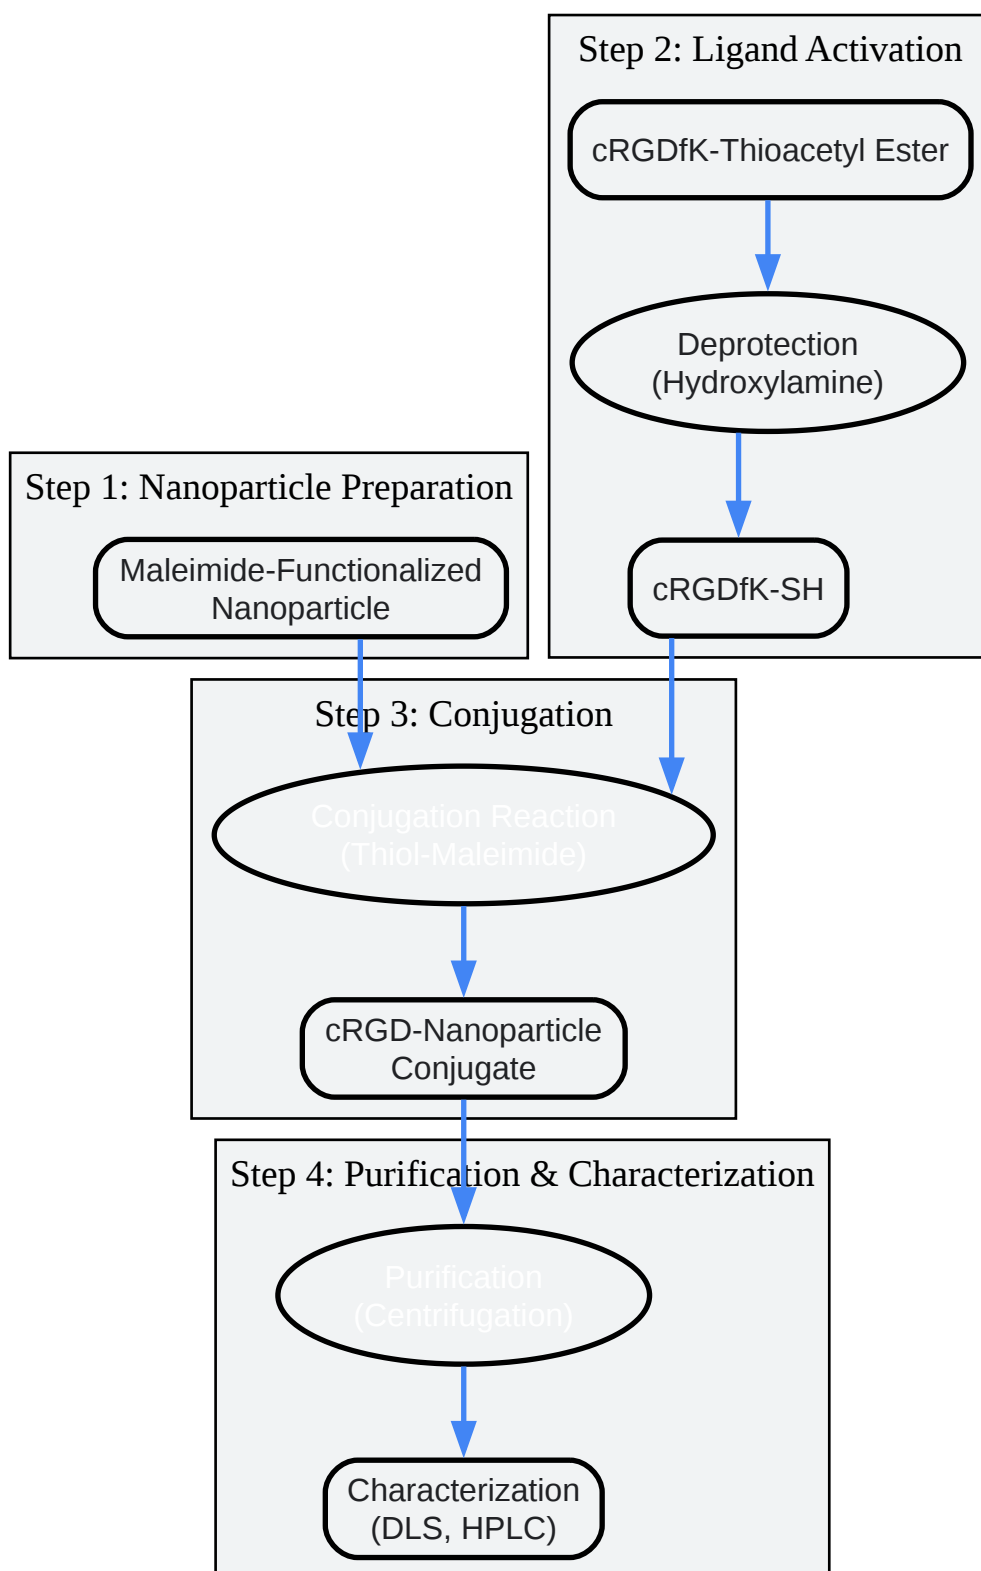 Step 2: Ligand Activation
cRGDfK-Thioacetyl Ester
Deprotection
(Hydroxylamine)
cRGDfK-SH
Step 1: Nanoparticle Preparation
Maleimide-Functionalized
Nanoparticle
Step 3: Conjugation
Conjugation Reaction
(Thiol-Maleimide)
cRGD-Nanoparticle
Conjugate
Step 4: Purification & Characterization
Purification
(Centrifugation)
Characterization
(DLS, HPLC)